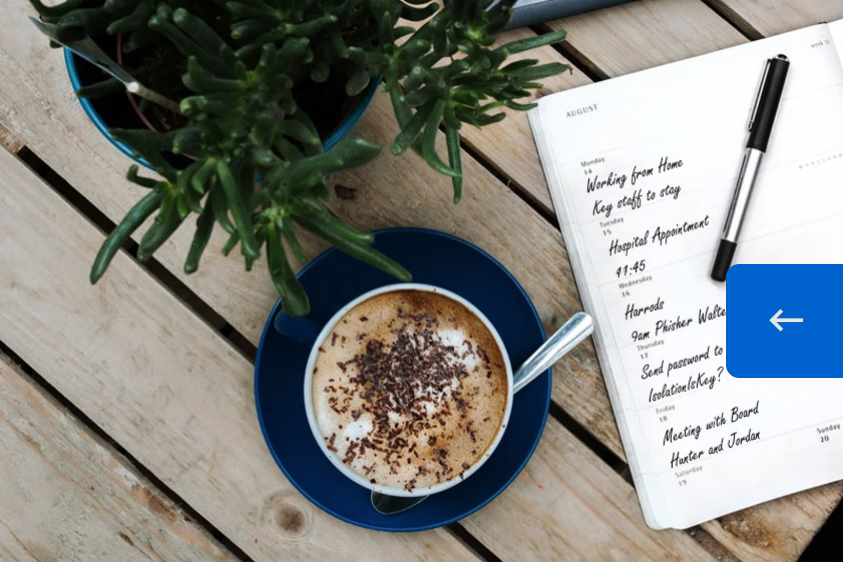 AUGUST
week 33
Monday
14
Working from Home
Key staff to stay
Tuesday
15
Hospital Appointment
11:45
Wednesday
16
Harrods
9am Phisher Walte
Thursday
17
Send password to
IsolationIsKey?
Friday
18
Meeting with Board
Hunter and Jordan
Saturday
19
Sunday
20